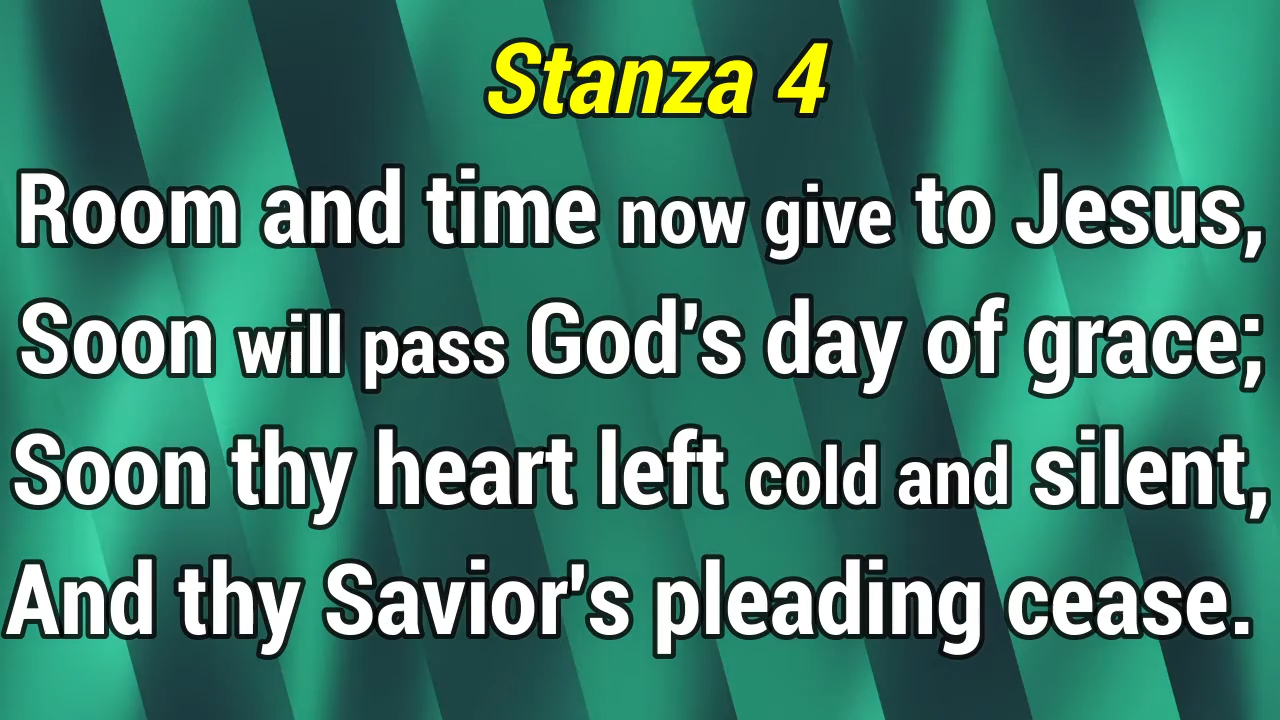 Stanza 4
Room and time now give to Jesus,
Soon will pass God's day of grace;
Soon thy heart left cold and silent,
And thy Savior's pleading cease.